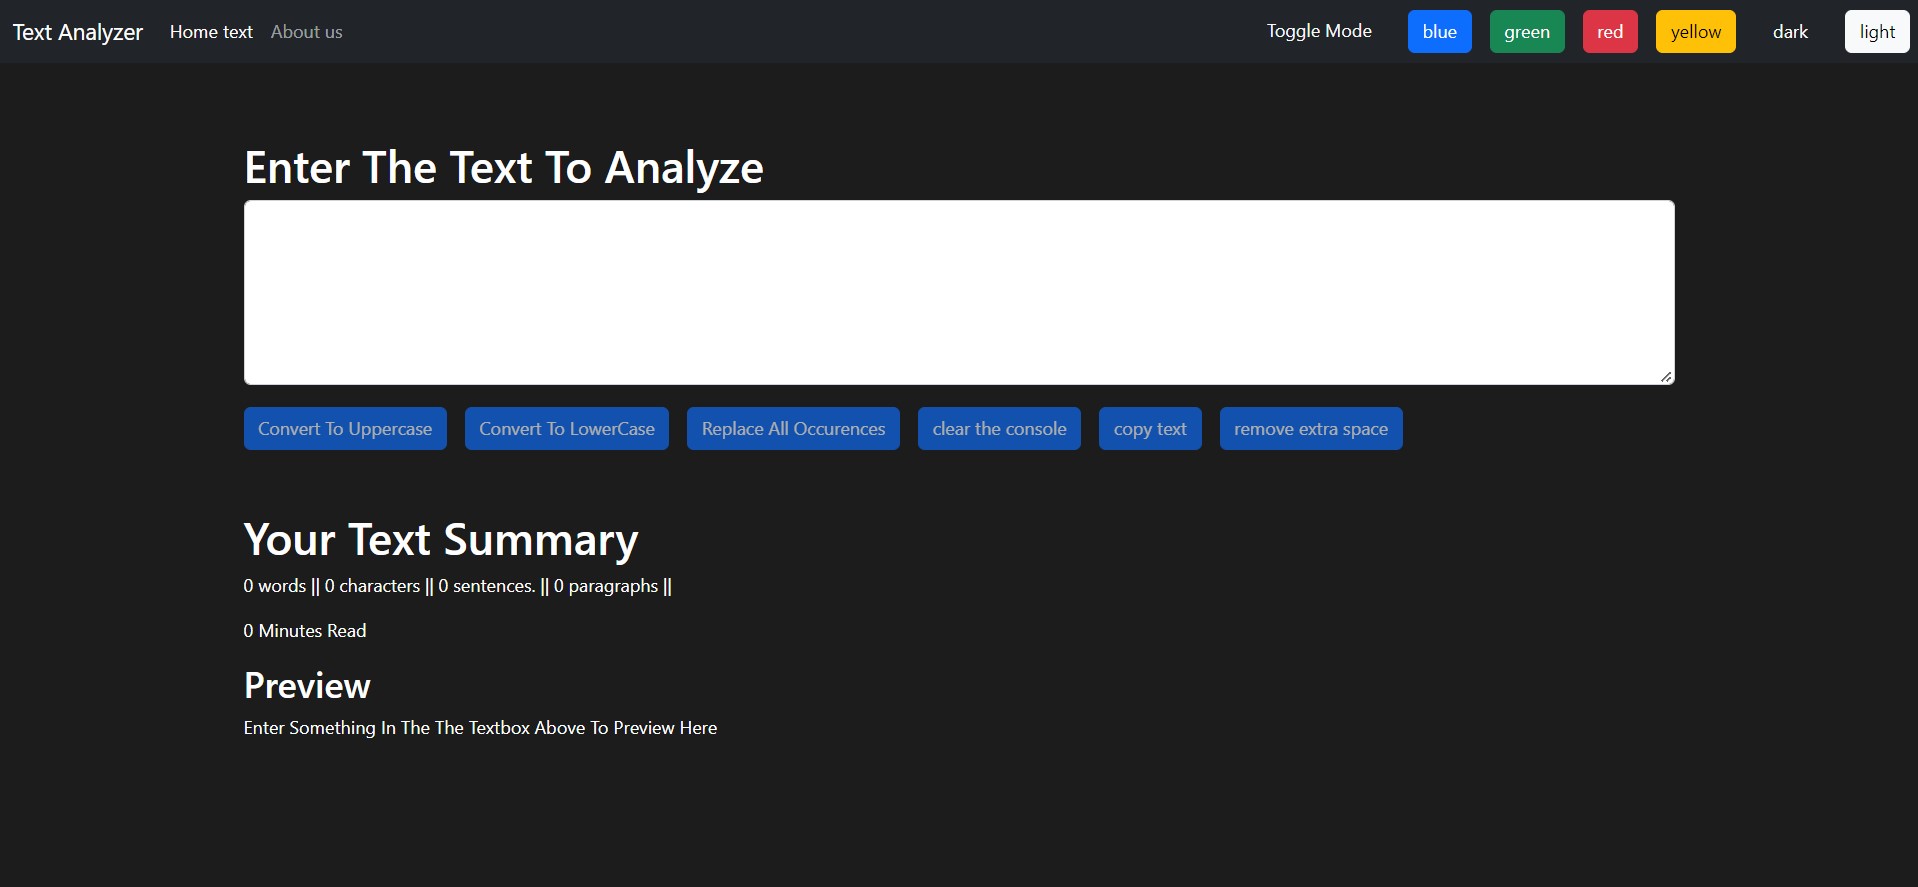 Text Analyzer Home text About us Toggle Mode blue green red yellow dark light
Enter The Text To Analyze
Convert To Uppercase Convert To LowerCase Replace All Occurences clear the console copy text remove extra space
Your Text Summary
0 words || 0 characters || 0 sentences. || 0 paragraphs ||
0 Minutes Read
Preview
Enter Something In The The Textbox Above To Preview Here